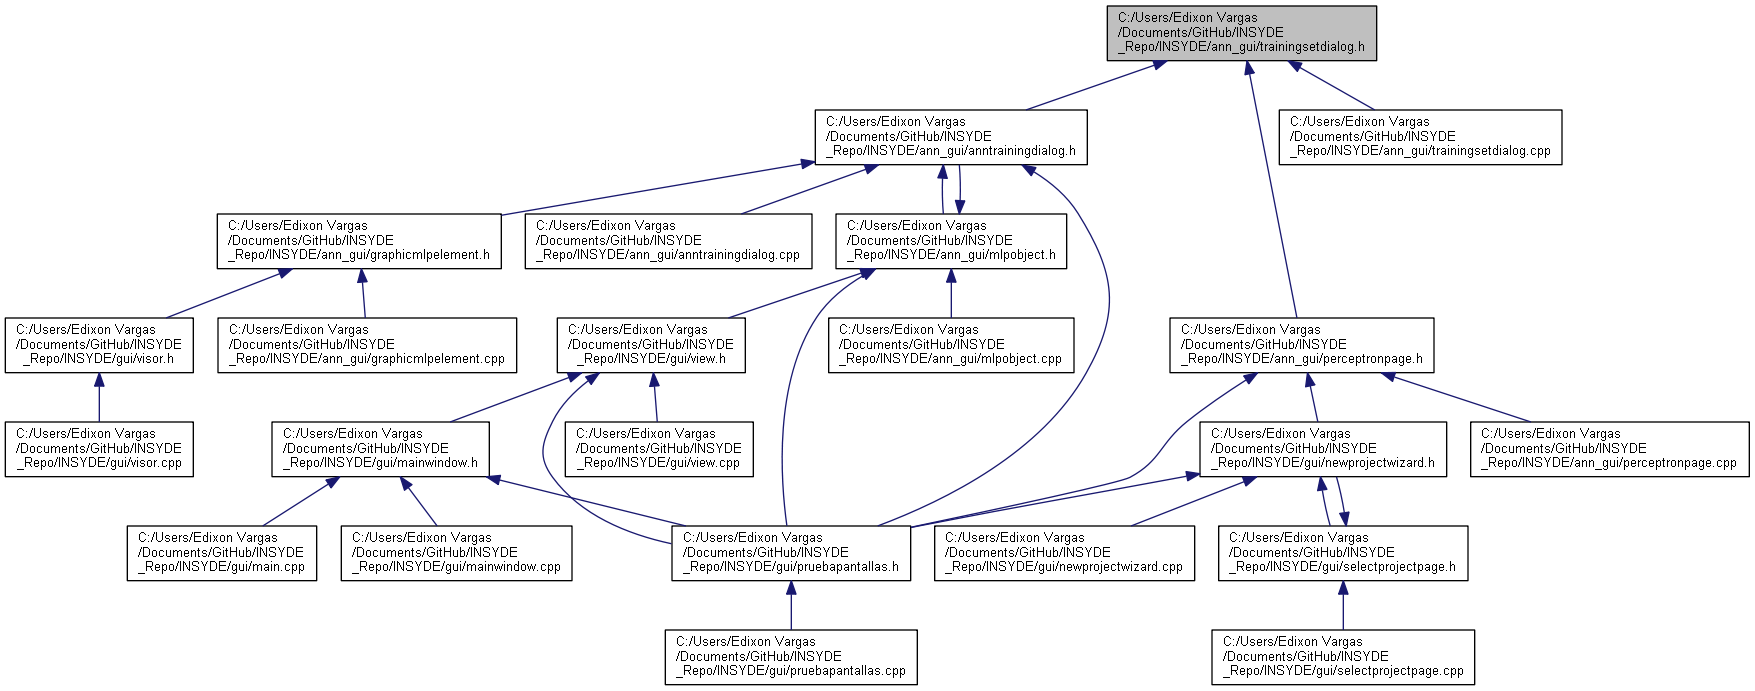 C:/Users/Edixon Vargas
/Documents/GitHub/INSYDE
_Repo/INSYDE/ann_gui/trainingsetdialog.h
C:/Users/Edixon Vargas
/Documents/GitHub/INSYDE
_Repo/INSYDE/ann_gui/anntrainingdialog.h
C:/Users/Edixon Vargas
/Documents/GitHub/INSYDE
_Repo/INSYDE/ann_gui/trainingsetdialog.cpp
C:/Users/Edixon Vargas
/Documents/GitHub/INSYDE
_Repo/INSYDE/ann_gui/graphicmlpelement.h
C:/Users/Edixon Vargas
/Documents/GitHub/INSYDE
_Repo/INSYDE/ann_gui/anntrainingdialog.cpp
C:/Users/Edixon Vargas
/Documents/GitHub/INSYDE
_Repo/INSYDE/ann_gui/mlpobject.h
C:/Users/Edixon Vargas
/Documents/GitHub/INSYDE
_Repo/INSYDE/gui/visor.h
C:/Users/Edixon Vargas
/Documents/GitHub/INSYDE
_Repo/INSYDE/ann_gui/graphicmlpelement.cpp
C:/Users/Edixon Vargas
/Documents/GitHub/INSYDE
_Repo/INSYDE/gui/view.h
C:/Users/Edixon Vargas
/Documents/GitHub/INSYDE
_Repo/INSYDE/ann_gui/mlpobject.cpp
C:/Users/Edixon Vargas
/Documents/GitHub/INSYDE
_Repo/INSYDE/ann_gui/perceptronpage.h
C:/Users/Edixon Vargas
/Documents/GitHub/INSYDE
_Repo/INSYDE/gui/visor.cpp
C:/Users/Edixon Vargas
/Documents/GitHub/INSYDE
_Repo/INSYDE/gui/mainwindow.h
C:/Users/Edixon Vargas
/Documents/GitHub/INSYDE
_Repo/INSYDE/gui/view.cpp
C:/Users/Edixon Vargas
/Documents/GitHub/INSYDE
_Repo/INSYDE/gui/newprojectwizard.h
C:/Users/Edixon Vargas
/Documents/GitHub/INSYDE
_Repo/INSYDE/ann_gui/perceptronpage.cpp
C:/Users/Edixon Vargas
/Documents/GitHub/INSYDE
_Repo/INSYDE/gui/main.cpp
C:/Users/Edixon Vargas
/Documents/GitHub/INSYDE
_Repo/INSYDE/gui/mainwindow.cpp
C:/Users/Edixon Vargas
/Documents/GitHub/INSYDE
_Repo/INSYDE/gui/pruebapantallas.h
C:/Users/Edixon Vargas
/Documents/GitHub/INSYDE
_Repo/INSYDE/gui/newprojectwizard.cpp
C:/Users/Edixon Vargas
/Documents/GitHub/INSYDE
_Repo/INSYDE/gui/selectprojectpage.h
C:/Users/Edixon Vargas
/Documents/GitHub/INSYDE
_Repo/INSYDE/gui/pruebapantallas.cpp
C:/Users/Edixon Vargas
/Documents/GitHub/INSYDE
_Repo/INSYDE/gui/selectprojectpage.cpp